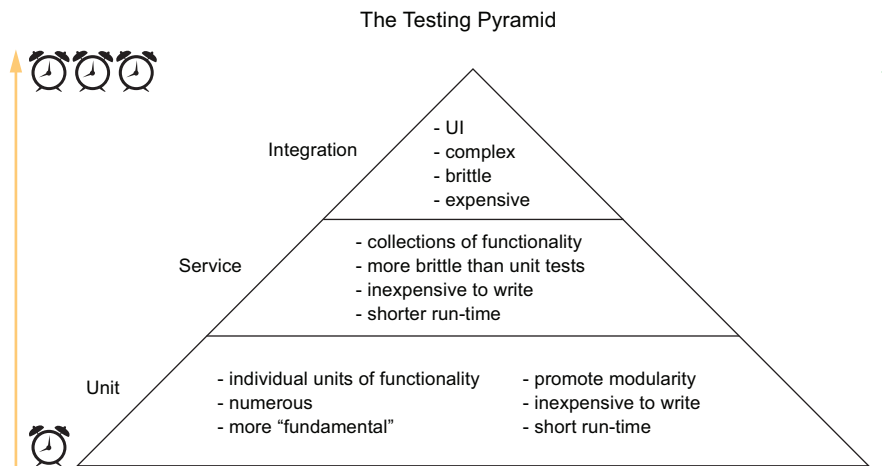 The Testing Pyramid
Integration
- UI
- complex
- brittle
- expensive
Service
- collections of functionality
- more brittle than unit tests
- inexpensive to write
- shorter run-time
Unit
- individual units of functionality
- numerous
- more “fundamental”
- promote modularity
- inexpensive to write
- short run-time